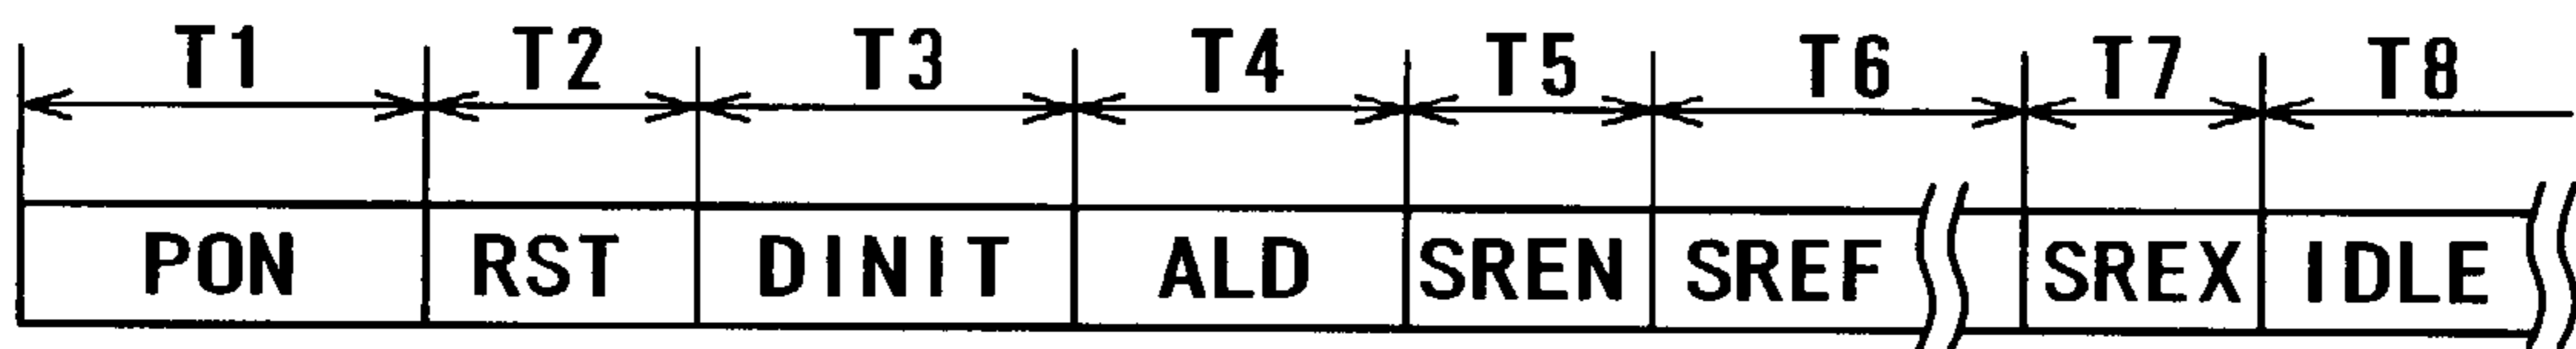 T1 T2 T3 T4 T5 T6 T7 T8
PON RST DINIT ALD SREN SREF SREX IDLE